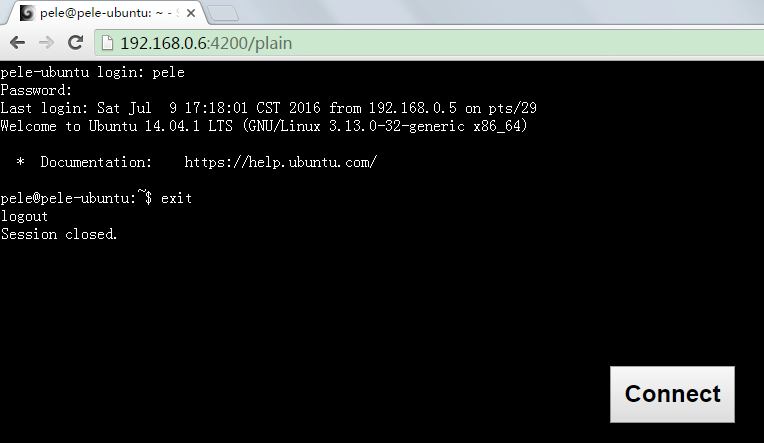 pele@pele-ubuntu: ~ - S
192.168.0.6:4200/plain
pele-ubuntu login: pele
Password:
Last login: Sat Jul  9 17:18:01 CST 2016 from 192.168.0.5 on pts/29
Welcome to Ubuntu 14.04.1 LTS (GNU/Linux 3.13.0-32-generic x86_64)
* Documentation:    https://help.ubuntu.com/
pele@pele-ubuntu:~$ exit
logout
Session closed.
Connect